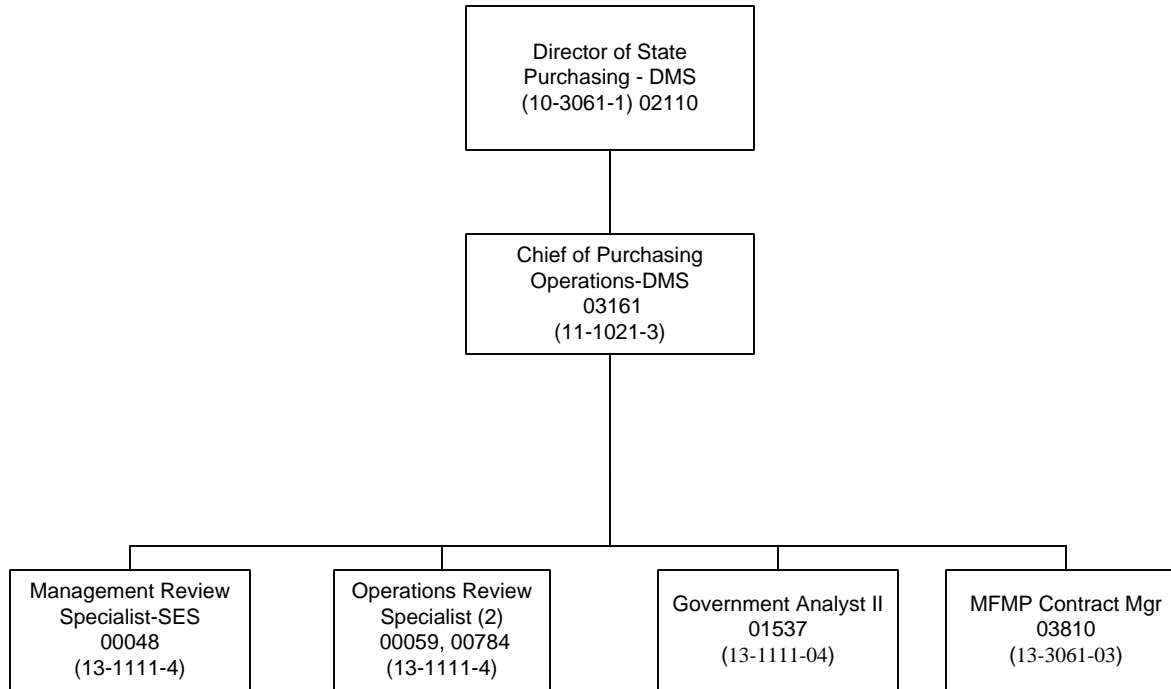 Director of State
Purchasing - DMS
(10-3061-1) 02110
Chief of Purchasing
Operations-DMS
03161
(11-1021-3)
Management Review
Specialist-SES
00048
(13-1111-4)
Operations Review
Specialist (2)
00059, 00784
(13-1111-4)
Government Analyst II
01537
(13-1111-04)
MFMP Contract Mgr
03810
(13-3061-03)